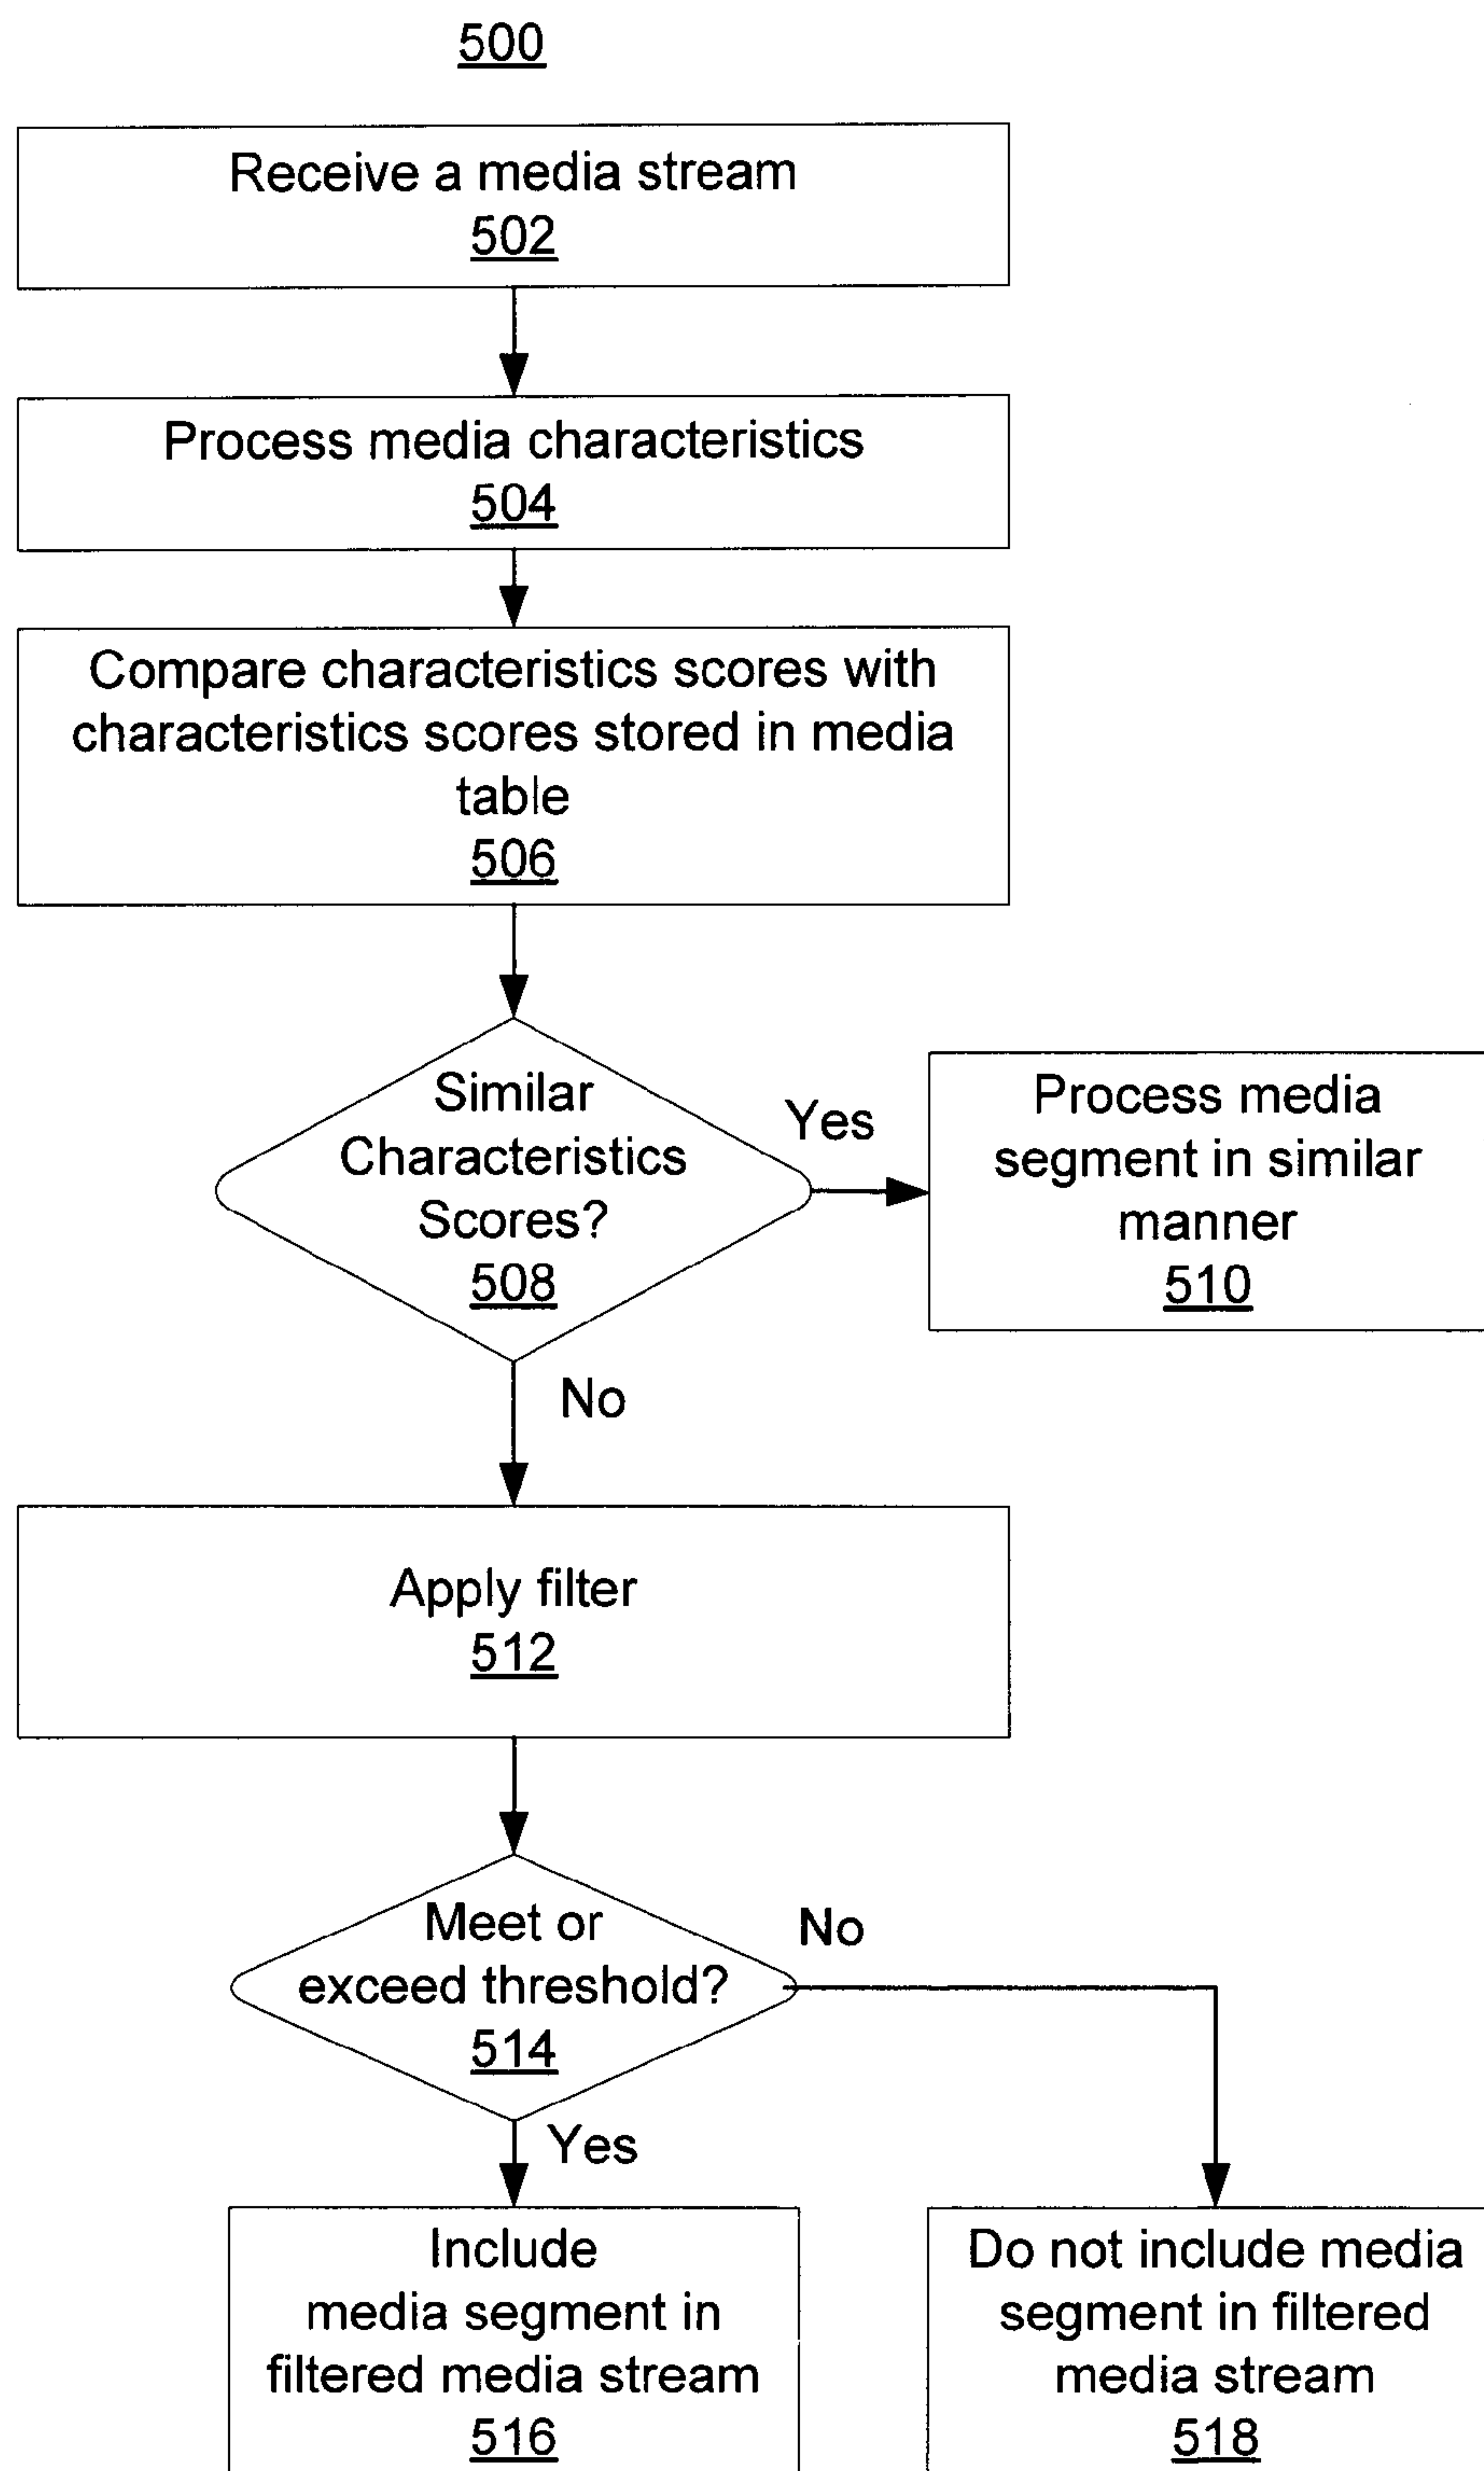 500
Receive a media stream
502
Process media characteristics
504
Compare characteristics scores with
characteristics scores stored in media
table
506
Similar
Characteristics
Scores?
508
Yes
Process media
segment in similar
manner
510
No
Apply filter
512
Meet or
exceed threshold?
514
No
Yes
Include
media segment in
filtered media stream
516
Do not include media
segment in filtered
media stream
518